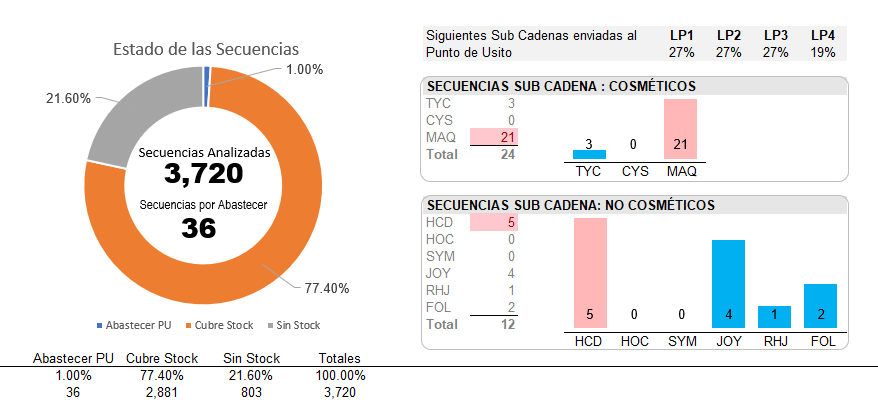 Estado de las Secuencias
1.00%
21.60%
Secuencias Analizadas
3,720
Secuencias por Abastecer
36
77.40%
Abastecer PU Cubre Stock Sin Stock
Abastecer PU Cubre Stock Sin Stock Totales
1.00% 77.40% 21.60% 100.00%
36 2,881 803 3,720
Siguientes Sub Cadenas enviadas al LP1 LP2 LP3 LP4
Punto de Usito 27% 27% 27% 19%
SECUENCIAS SUB CADENA : COSMÉTICOS
TYC 3
CYS 0
MAQ 21
Total 24
3 0 21
TYC CYS MAQ
SECUENCIAS SUB CADENA: NO COSMÉTICOS
HCD 5
HOC 0
SYM 0
JOY 4
RHJ 1
FOL 2
Total 12
5 0 0 4 1 2
HCD HOC SYM JOY RHJ FOL